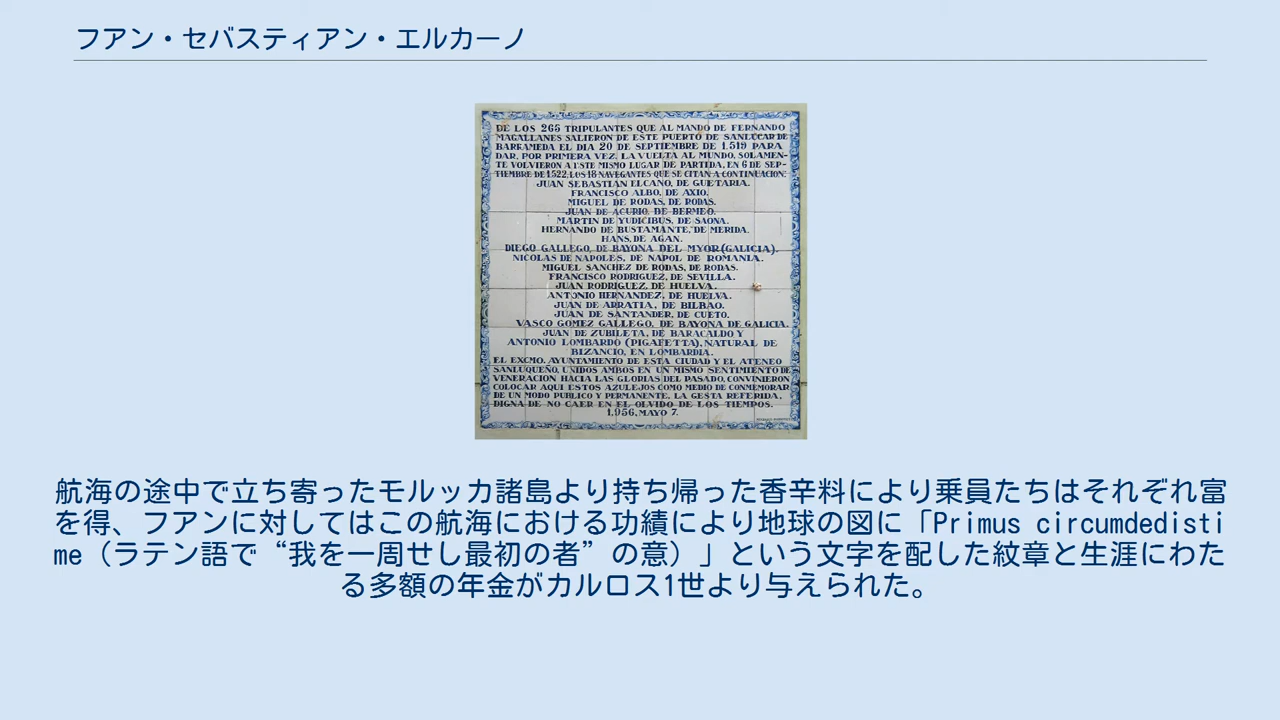 フアン・セバスティアン・エルカーノ
DE LOS 265 TRIPULANTES QUE AL MANDO DE FERNANDO
MAGALLANES SALIERON DE ESTE PUERTO DE SANLUCAR DE
BARRAMEDA EL DIA 20 DE SEPTIEMBRE DE 1.519 PARA
DAR, POR PRIMERA VEZ, LA VUELTA AL MUNDO, SOLAMEN-
TE VOLVIERON A ESTE MISMO LUGAR DE PARTIDA, EN 6 DE SEP-
TIEMBRE DE 1.522, LOS 18 NAVEGANTES QUE SE CITAN A CONTINUACION:
JUAN SEBASTIAN ELCANO, DE GUETARIA.
FRANCISCO ALBO, DE AXIO.
MIGUEL DE RODAS, DE RODAS.
JUAN DE ACURIO, DE BERMEO.
MARTIN DE YUDICIBUS, DE SAONA.
HERNANDO DE BUSTAMANTE, DE MERIDA.
HANS, DE AGAN.
DIEGO GALLEGO, DE BAYONA DEL MYOR (GALICIA).
NICOLAS DE NAPOLES, DE NAPOL DE ROMANIA.
MIGUEL SANCHEZ DE RODAS, DE RODAS.
FRANCISCO RODRIGUEZ, DE SEVILLA.
JUAN RODRIGUEZ, DE HUELVA.
ANTONIO HERNANDEZ, DE HUELVA.
JUAN DE ARRATIA, DE BILBAO.
JUAN DE SANTANDER, DE CUETO.
VASCO GOMEZ GALLEGO, DE BAYONA DE GALICIA.
JUAN DE ZUBILETA, DE BARACALDO Y
ANTONIO LOMBARDO (PIGAFETTA), NATURAL DE
BIZANCIO, EN LOMBARDIA.
EL EXCMO. AYUNTAMIENTO DE ESTA CIUDAD Y EL ATENEO
SANLUQUEÑO, UNIDOS AMBOS EN UN MISMO SENTIMIENTO DE
VENERACION HACIA LAS GLORIAS DEL PASADO, CONVINIERON
COLOCAR AQUI ESTOS AZULEJOS COMO MEDIO DE CONMEMORAR
DE UN MODO PUBLICO Y PERMANENTE, LA GESTA REFERIDA,
DIGNA DE NO CAER EN EL OLVIDO DE LOS TIEMPOS.
1.956, MAYO 7.
航海の途中で立ち寄ったモルッカ諸島より持ち帰った香辛料により乗員たちはそれぞれ富
を得、フアンに対してはこの航海における功績により地球の図に「Primus circumdedisti
me（ラテン語で“我を一周せし最初の者”の意）」という文字を配した紋章と生涯にわた
る多額の年金がカルロス1世より与えられた。